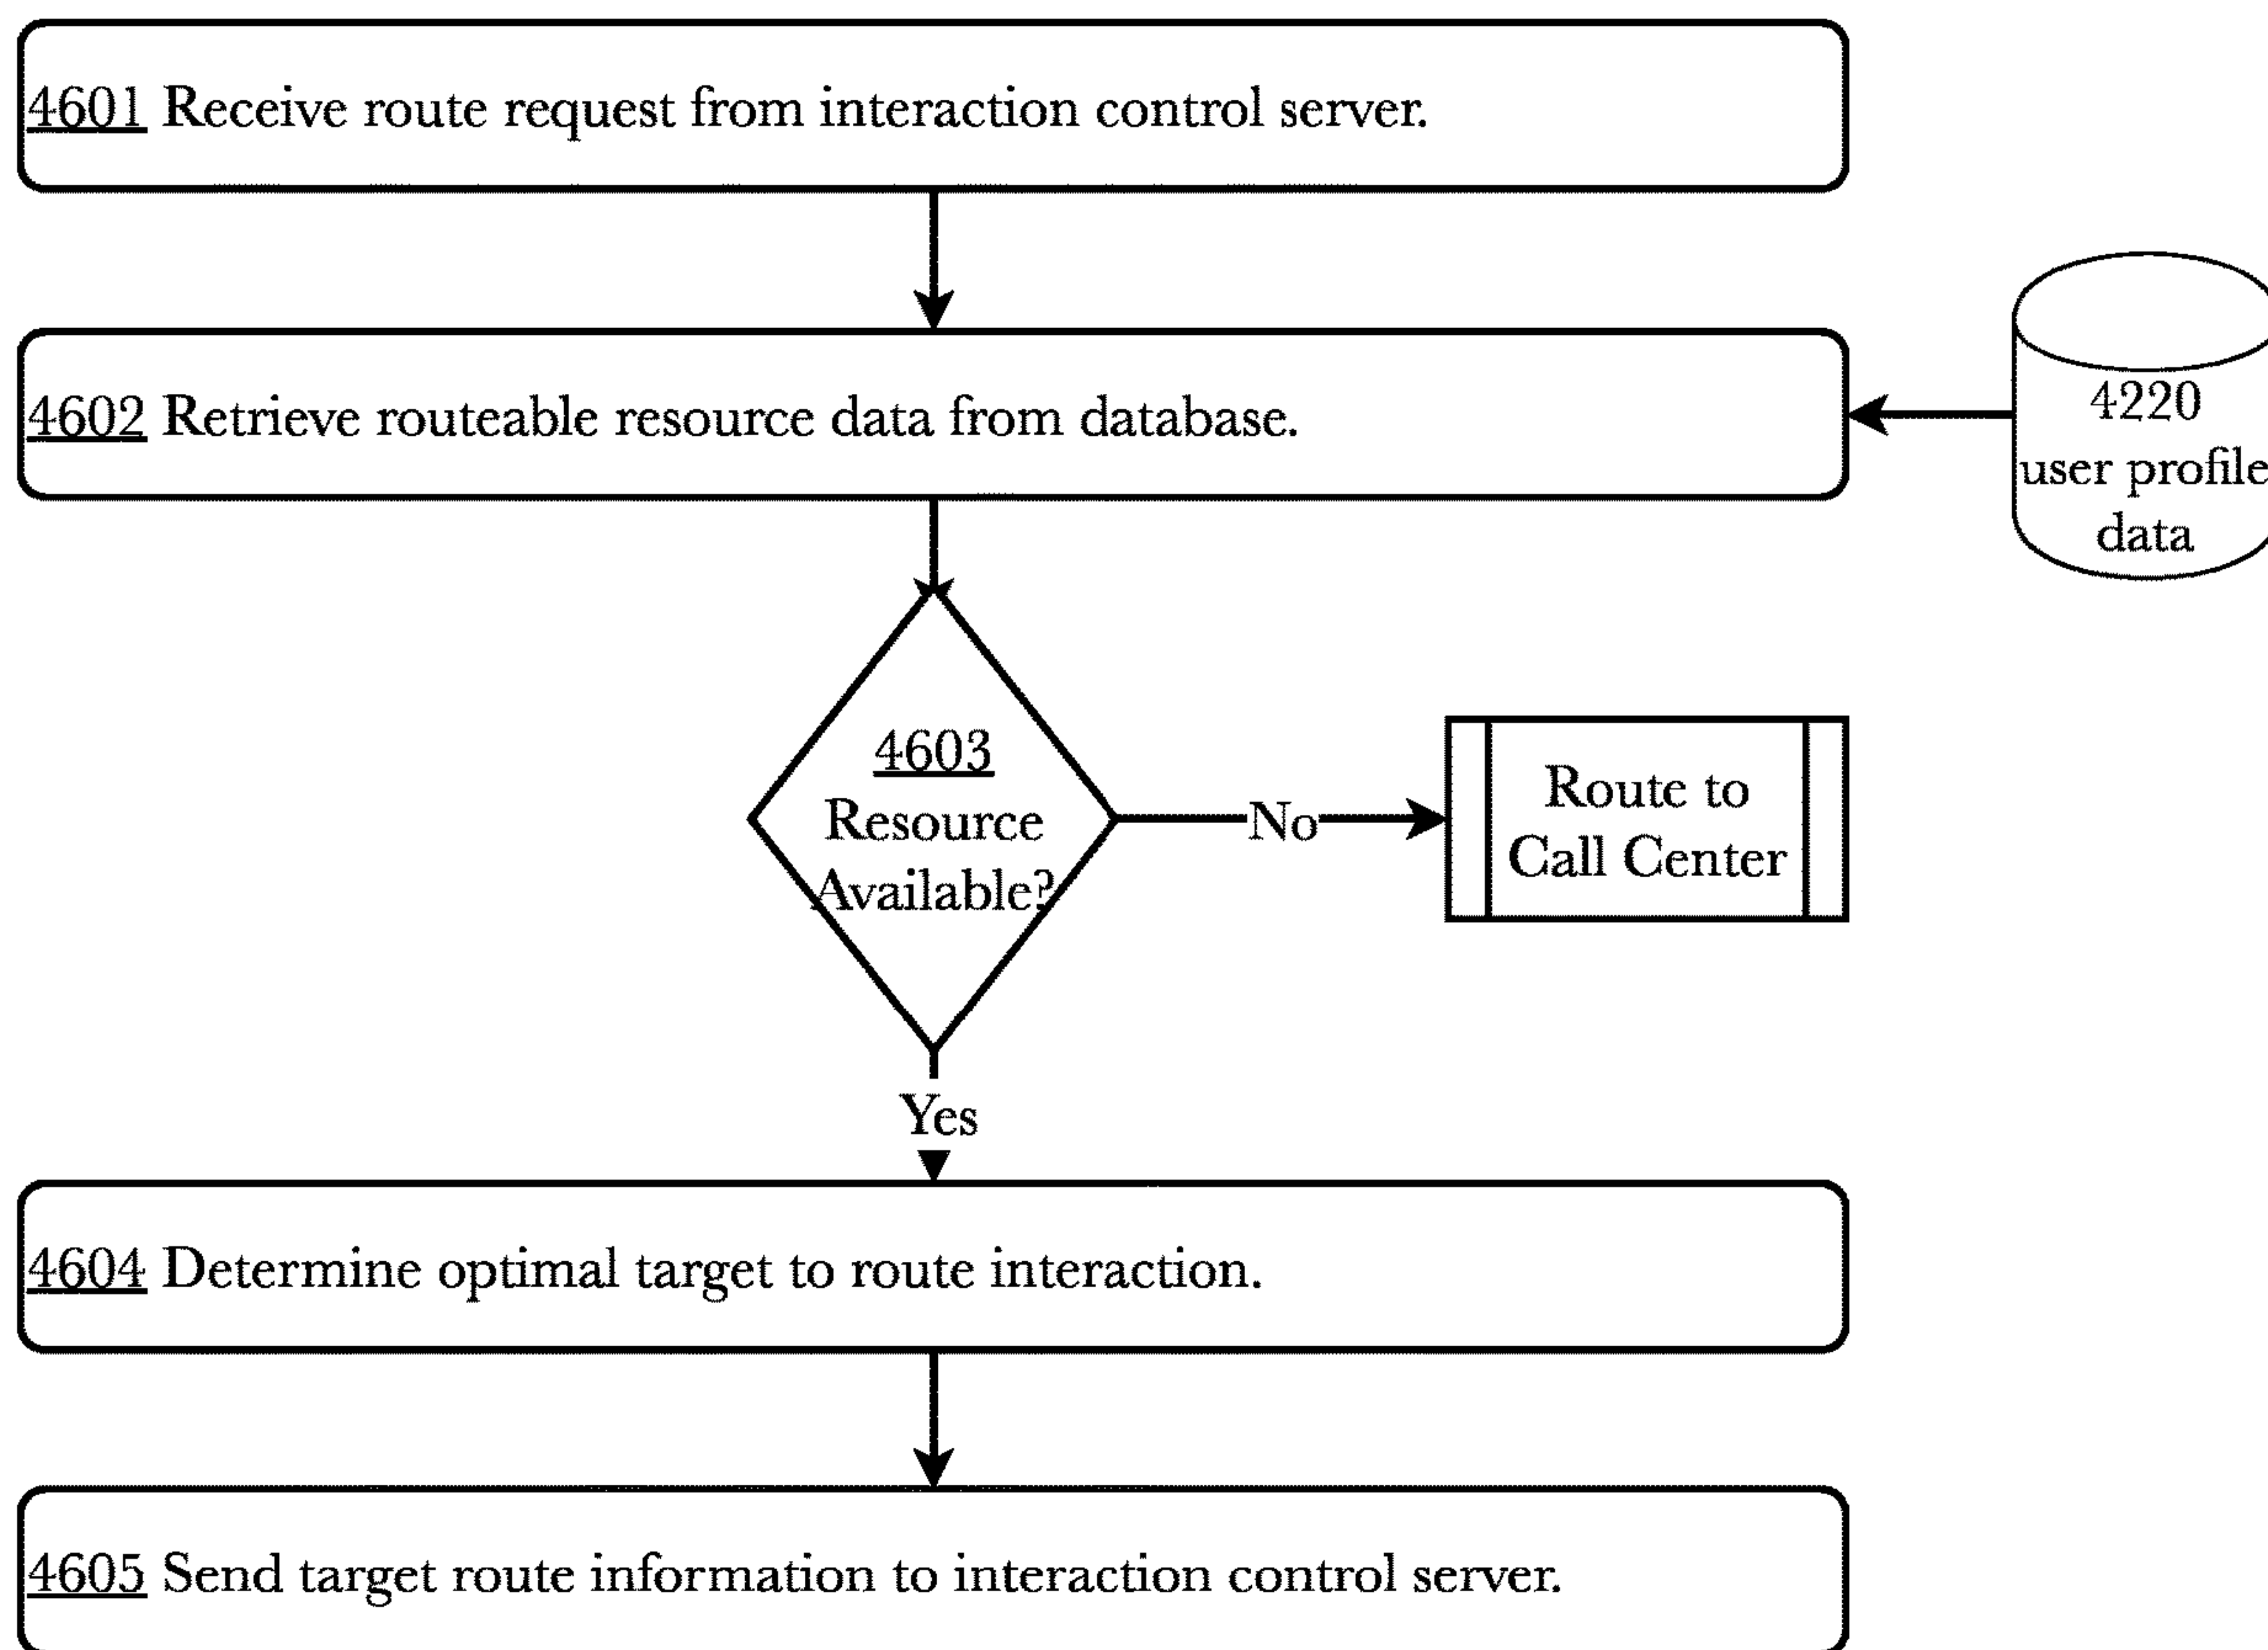 4601 Receive route request from interaction control server.
4602 Retrieve routeable resource data from database.
4220
user profile
data
4603
Resource
Available?
No
Route to
Call Center
Yes
4604 Determine optimal target to route interaction.
4605 Send target route information to interaction control server.